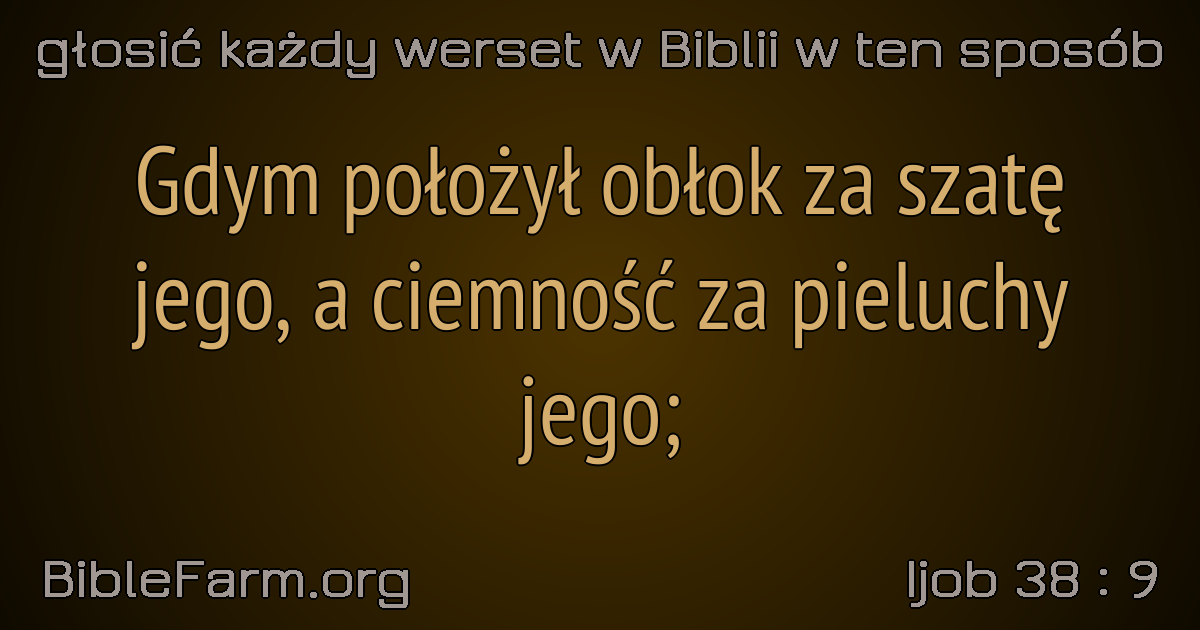 głosić każdy werset w Biblii w ten sposób
Gdym położył obłok za szatę
jego, a ciemność za pieluchy
jego;
BibleFarm.org
Ijob 38 : 9